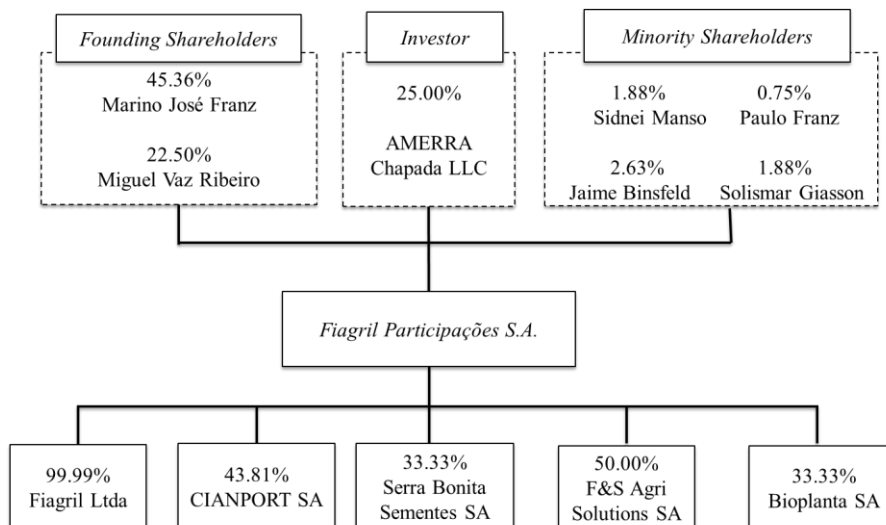 Founding Shareholders
45.36%
Marino José Franz
22.50%
Miguel Vaz Ribeiro
Investor
25.00%
AMERRA
Chapada LLC
Minority Shareholders
1.88%
Sidnei Manso
0.75%
Paulo Franz
2.63%
Jaime Binsfeld
1.88%
Solismar Giasson
Fiagril Participações S.A.
99.99%
Fiagril Ltda
43.81%
CIANPORT SA
33.33%
Serra Bonita
Sementes SA
50.00%
F&S Agri
Solutions SA
33.33%
Bioplanta SA